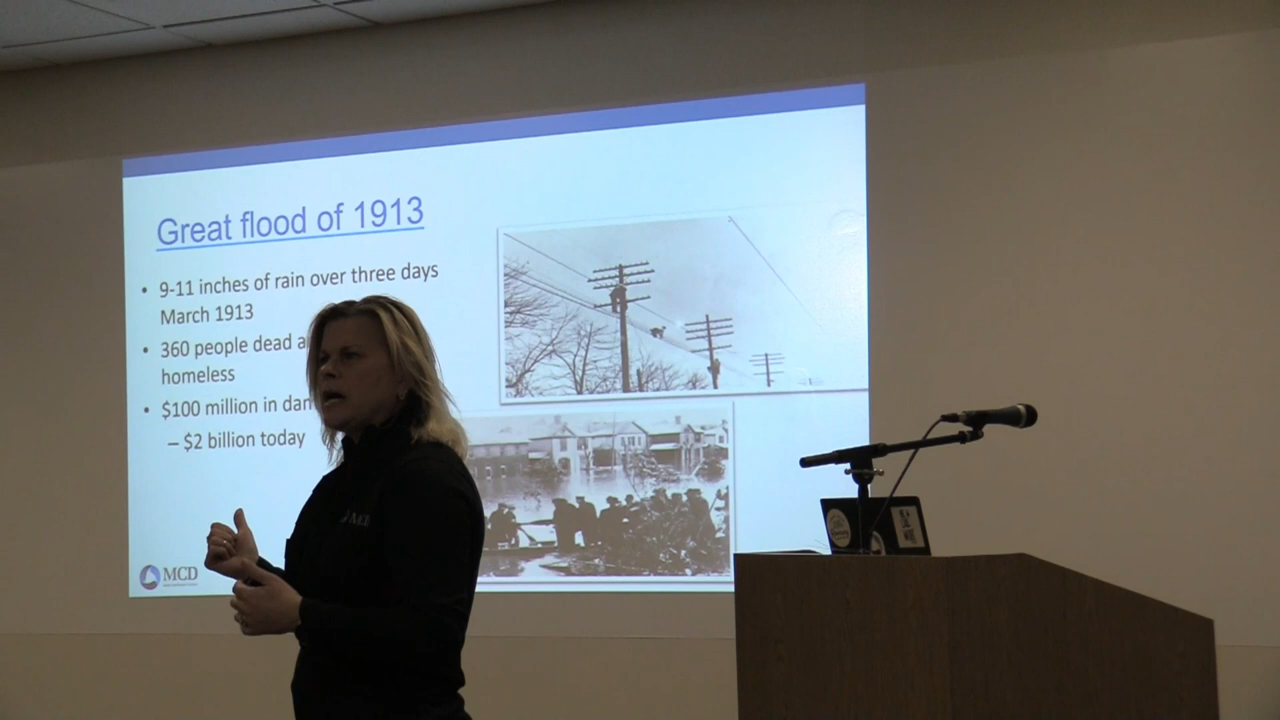 Great flood of 1913
• 9-11 inches of rain over three days
March 1913
• 360 people dead a
homeless
• $100 million in dam
– $2 billion today
MCD